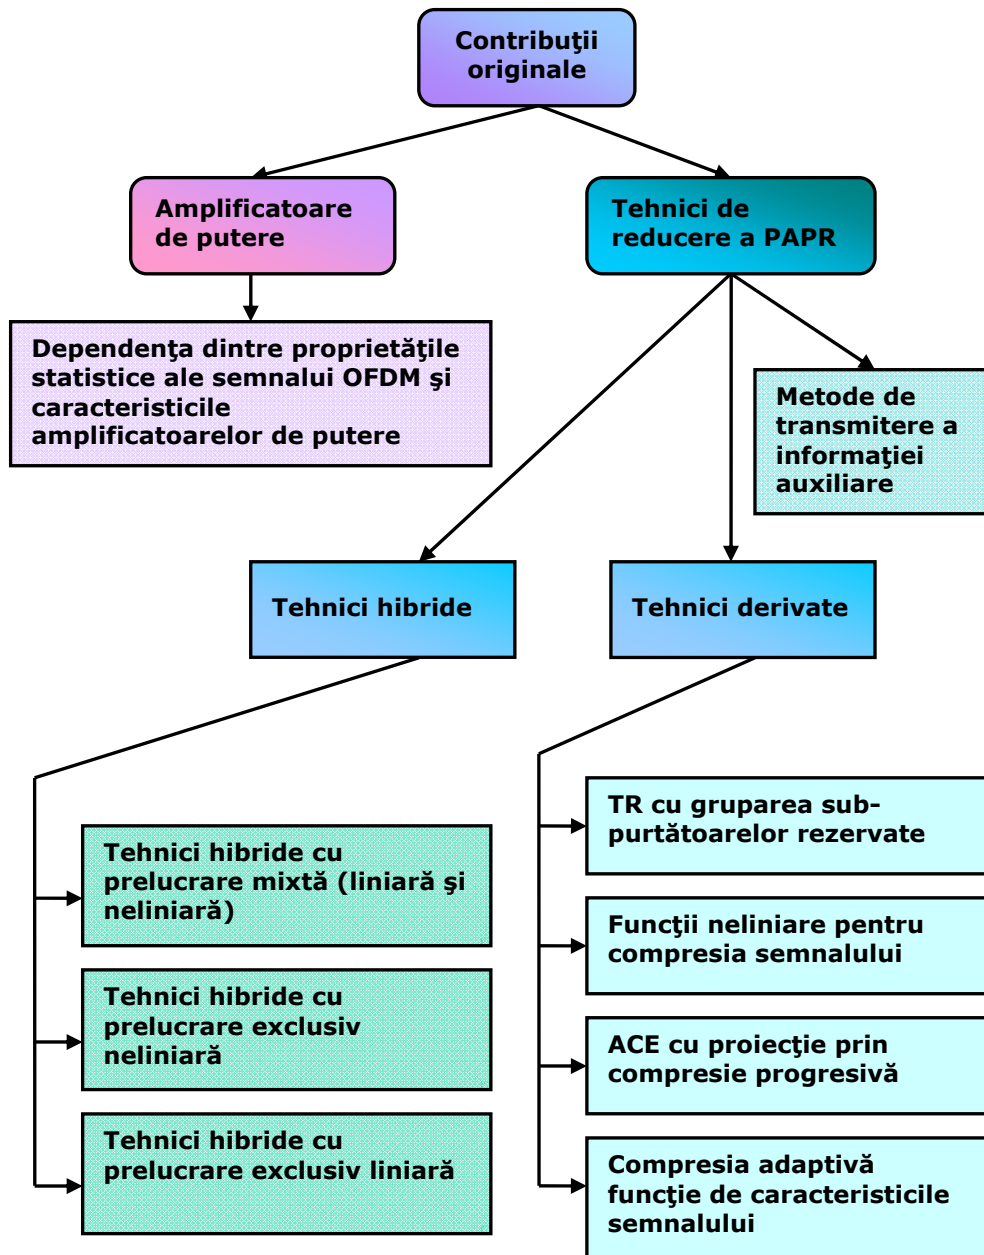 Contribuţii
originale
Amplificatoare
de putere
Tehnici de
reducere a PAPR
Dependenţa dintre proprietăţile
statistice ale semnalui OFDM şi
caracteristicile
amplificatoarelor de putere
Metode de
transmitere a
informaţiei
auxiliare
Tehnici hibride
Tehnici derivate
Tehnici hibride cu
prelucrare mixtă (liniară şi
neliniară)
Tehnici hibride cu
prelucrare exclusiv
neliniară
Tehnici hibride cu
prelucrare exclusiv liniară
TR cu gruparea sub-
purtătoarelor rezervate
Funcţii neliniare pentru
compresia semnalului
ACE cu proiecţie prin
compresie progresivă
Compresia adaptivă
funcţie de caracteristicile
semnalului